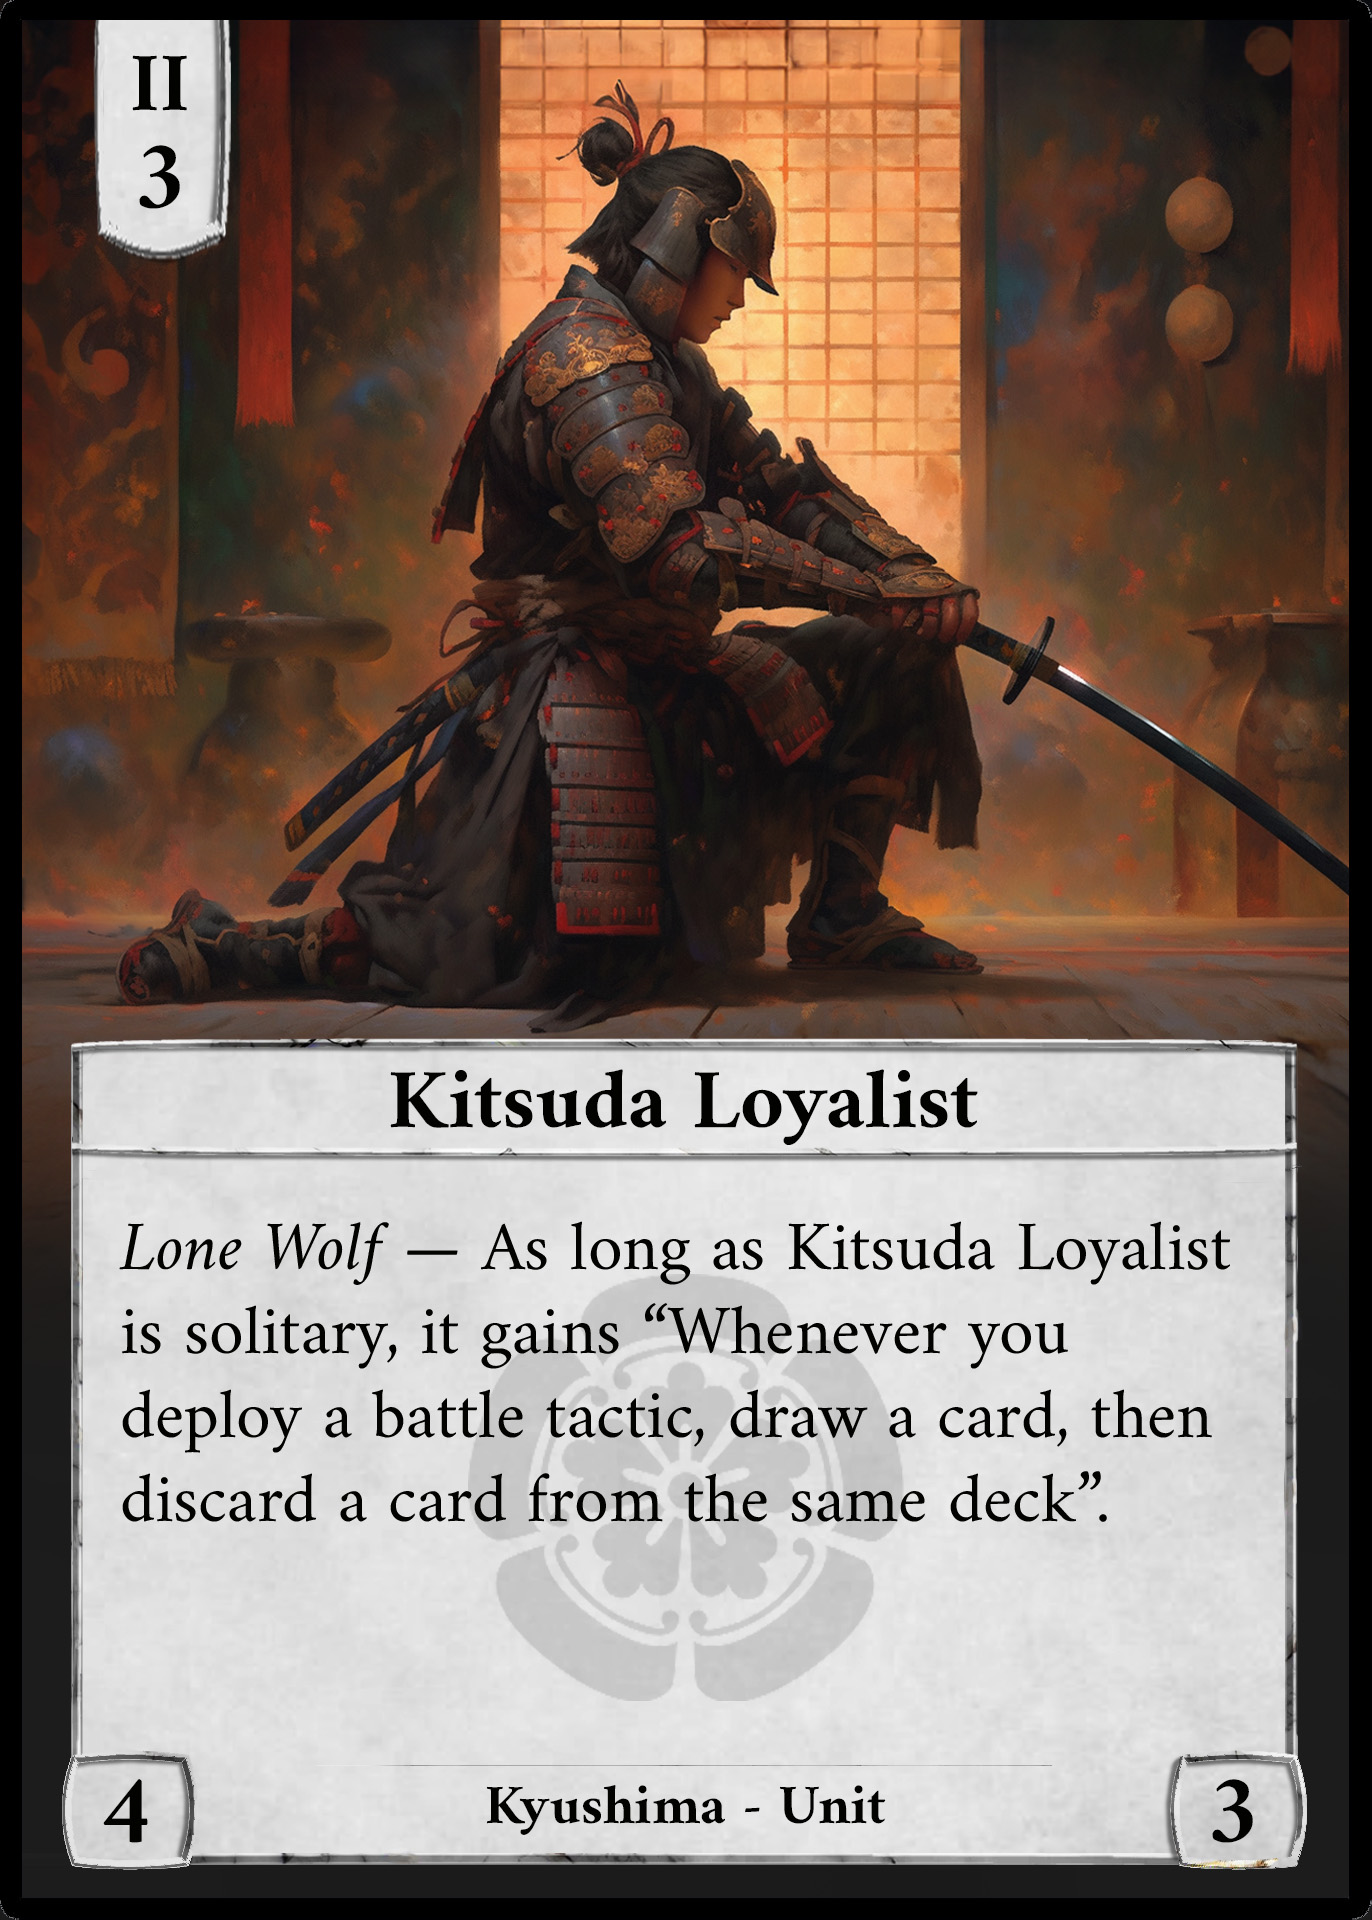 II
3
Kitsuda Loyalist
Lone Wolf — As long as Kitsuda Loyalist
is solitary, it gains “Whenever you
deploy a battle tactic, draw a card, then
discard a card from the same deck”.
4
Kyushima - Unit
3